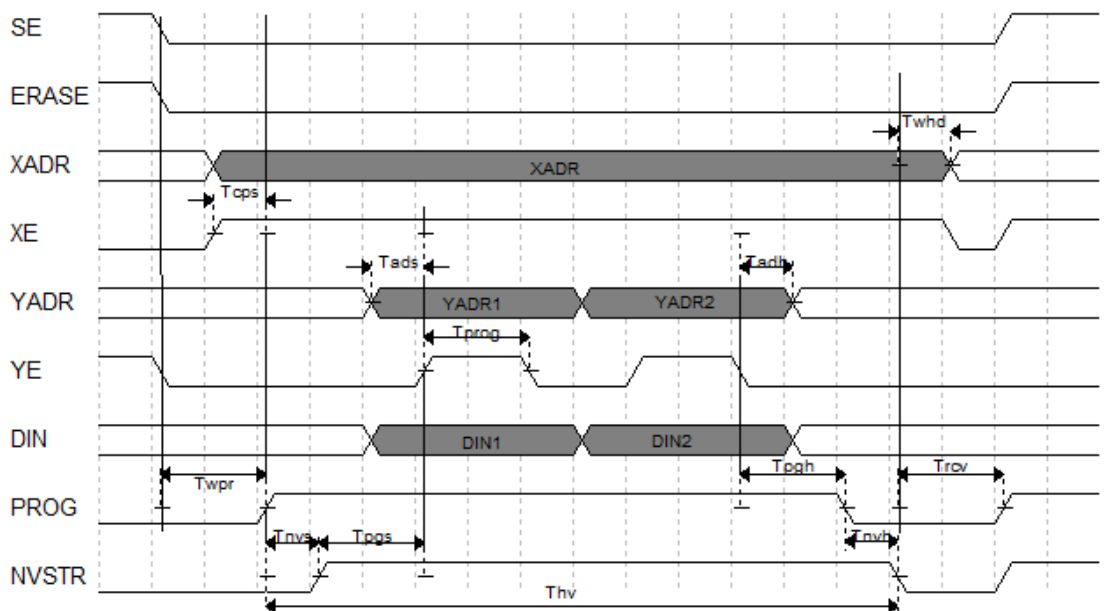 SE
ERASE
Twhd
XADR
XADR
Tcps
XE
Tads
Tadh
YADR
YADR1
YADR2
Tprog
YE
DIN
DIN1
DIN2
Tpgh
Trcv
Twpr
PROG
Tnvs
Tpgs
Tnvh
NVSTR
Thv